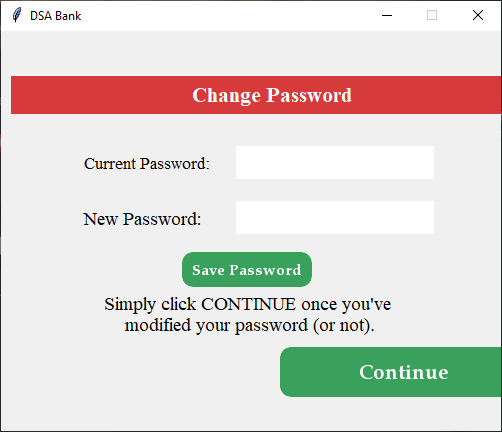 DSA Bank
Change Password
Current Password:
New Password:
Save Password
Simply click CONTINUE once you've
modified your password (or not).
Continue